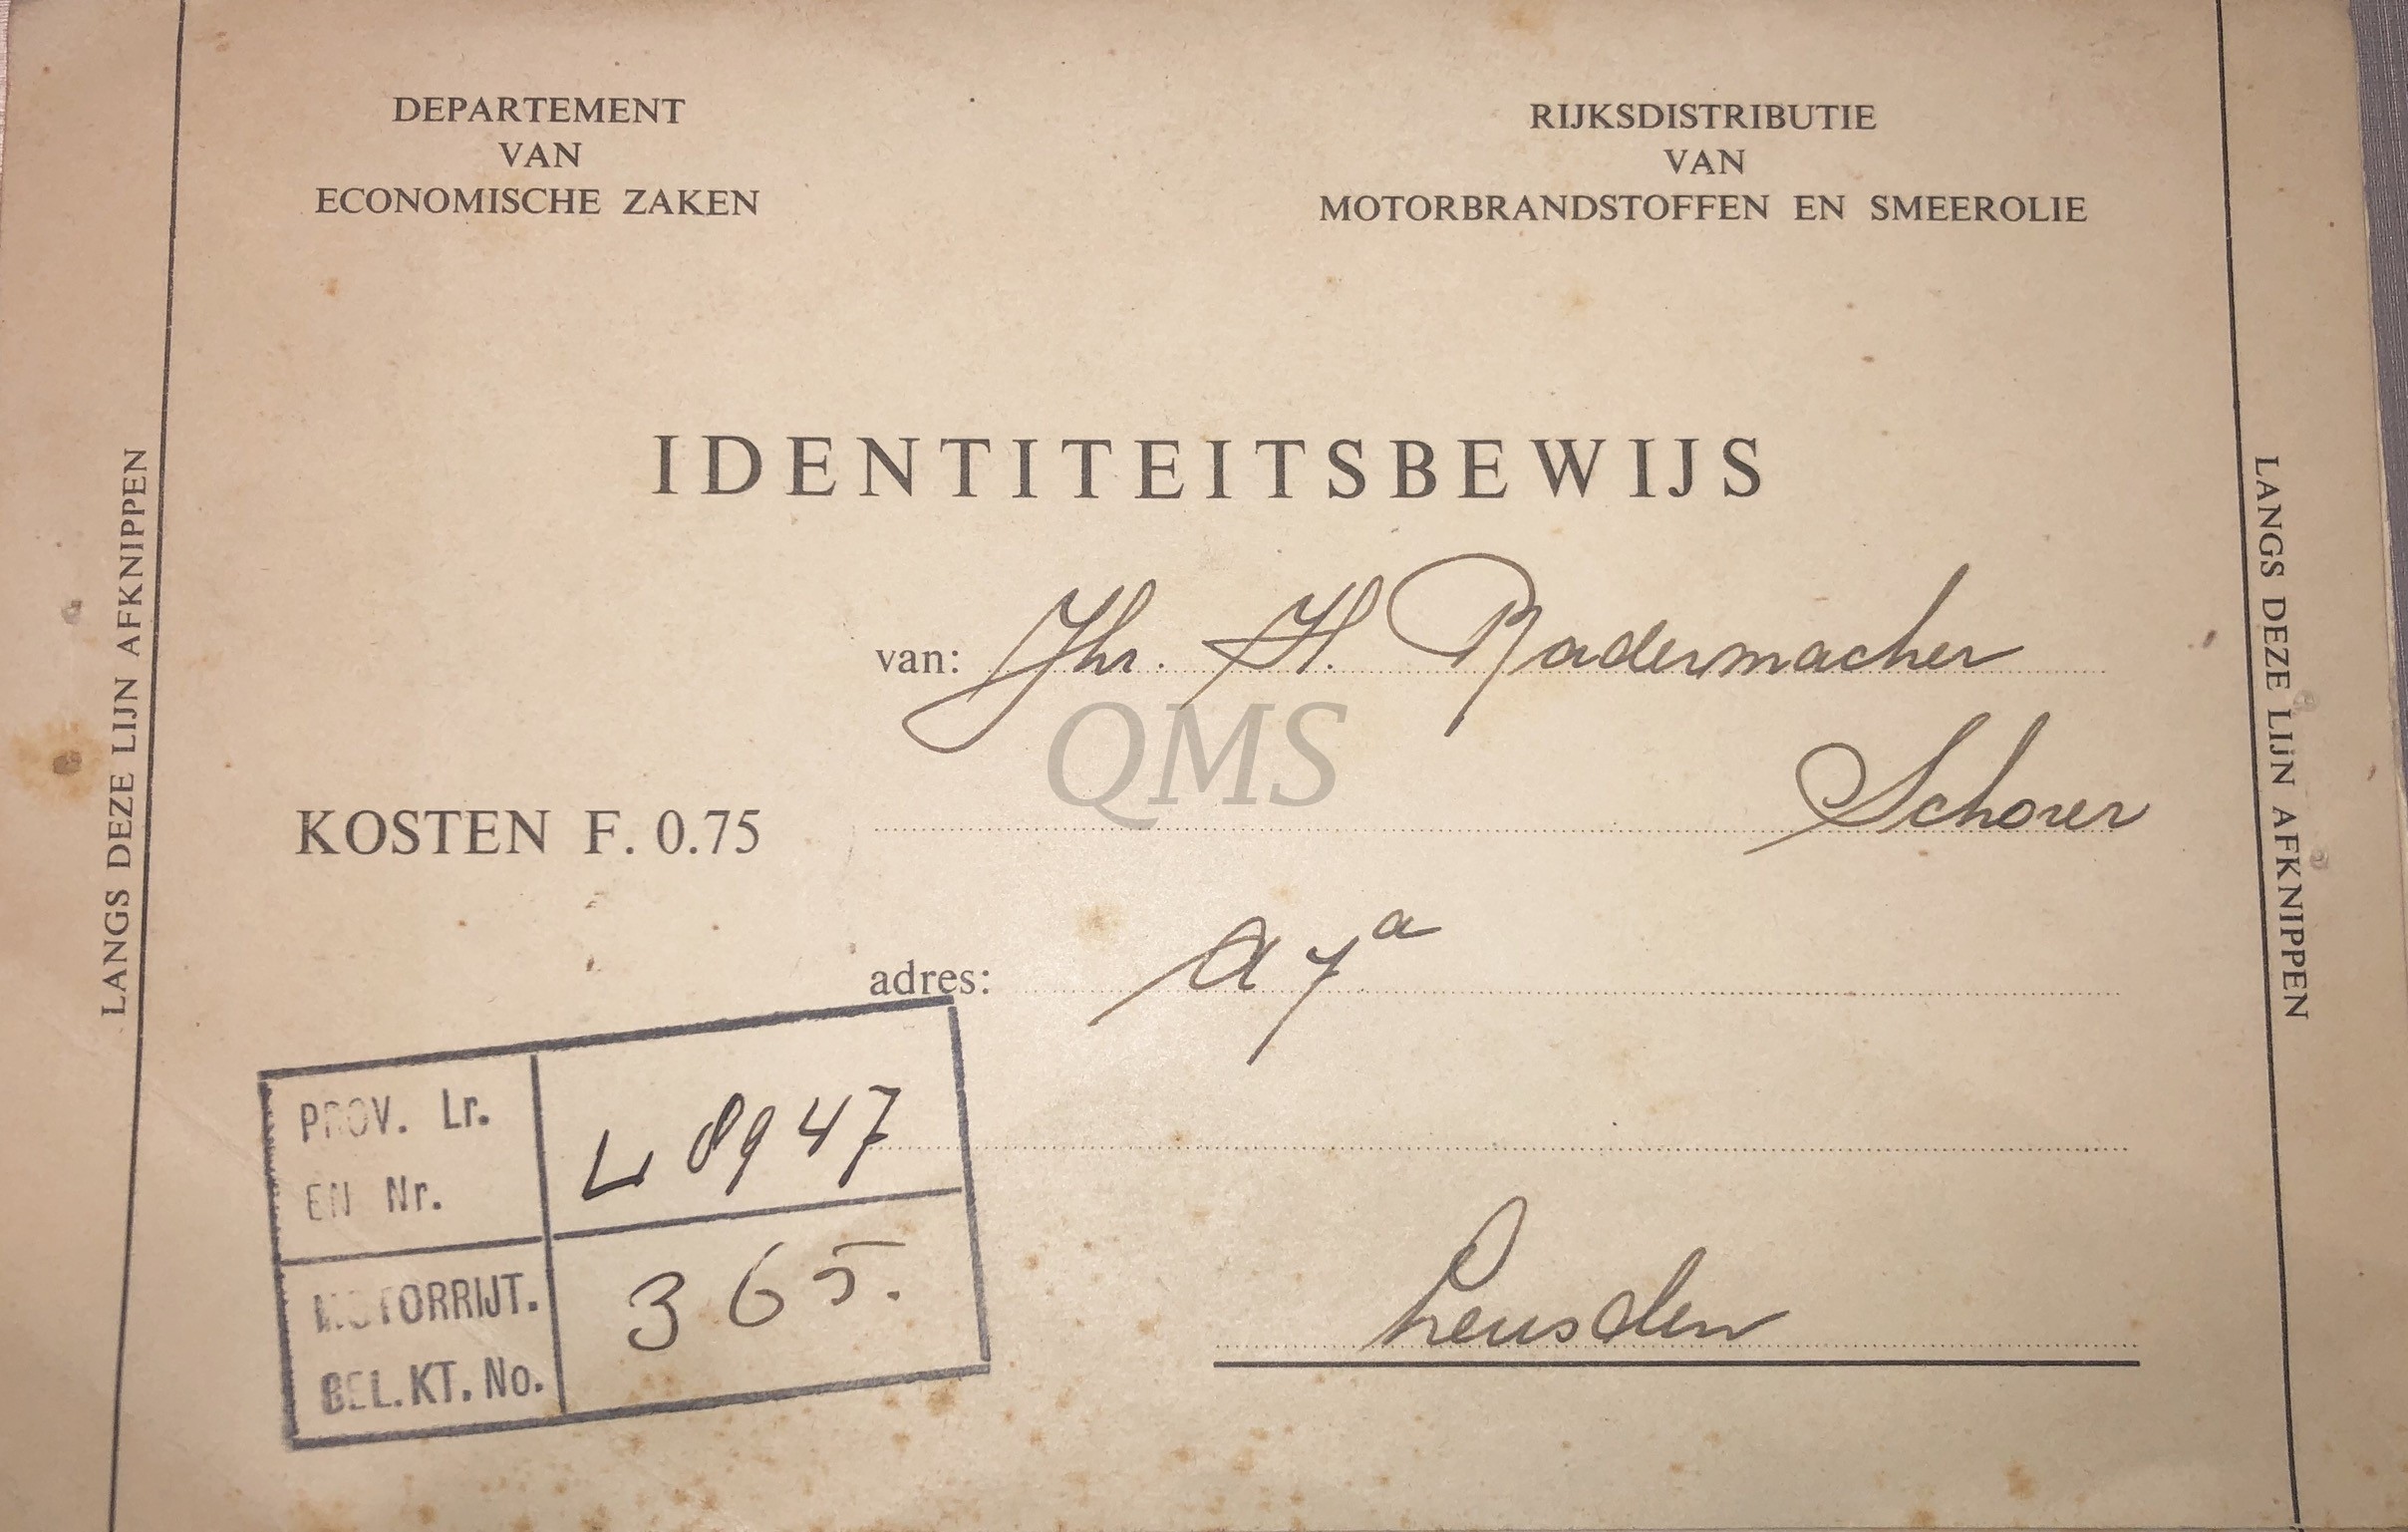 DEPARTEMENT
VAN
ECONOMISCHE ZAKEN
RIJKSDISTRIBUTIE
VAN
MOTORBRANDSTOFFEN EN SMEEROLIE
IDENTITEITSBEWIJS
van: Jhr. H. Radermacher
Schorer
KOSTEN F. 0.75
adres: A 7a
Leusden
PROV. Lr.
EN Nr.
L 8947
MOTORRIJT.
BEL.KT. No.
365.
LANGS DEZE LIJN AFKNIPPEN
LANGS DEZE LIJN AFKNIPPEN
QMS